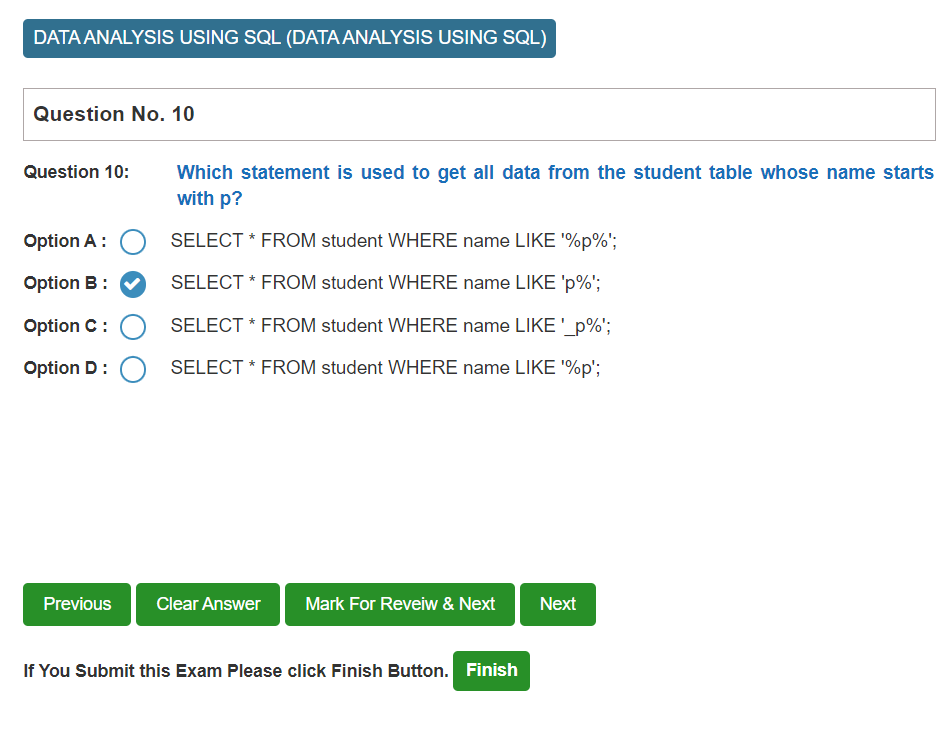 DATA ANALYSIS USING SQL (DATA ANALYSIS USING SQL)
Question No. 10
Question 10: Which statement is used to get all data from the student table whose name starts
with p?
Option A : SELECT * FROM student WHERE name LIKE '%p%';
Option B : SELECT * FROM student WHERE name LIKE 'p%';
Option C : SELECT * FROM student WHERE name LIKE '_p%';
Option D : SELECT * FROM student WHERE name LIKE '%p';
Previous Clear Answer Mark For Reveiw & Next Next
If You Submit this Exam Please click Finish Button. Finish